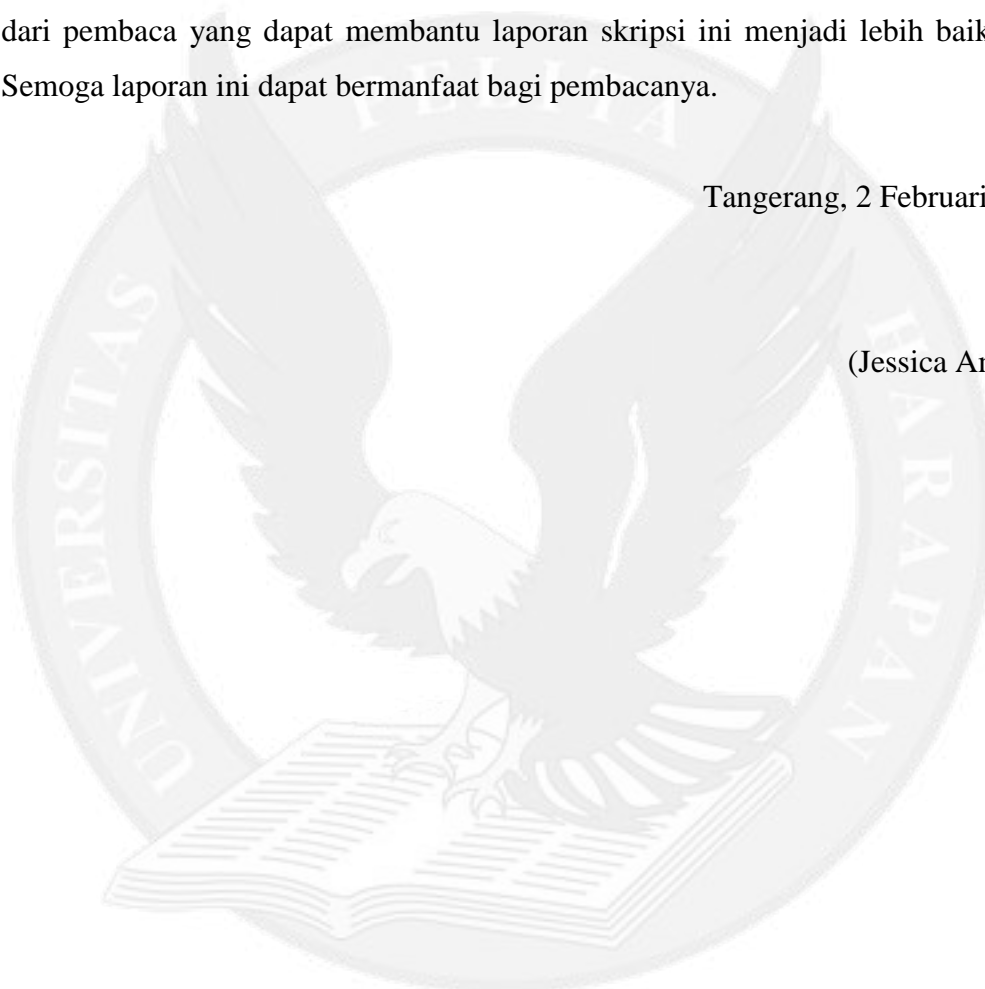 dari pembaca yang dapat membantu laporan skripsi ini menjadi lebih baik
Semoga laporan ini dapat bermanfaat bagi pembacanya.
Tangerang, 2 Februari
(Jessica
UNIVERSITAS PELITA HARAPAN